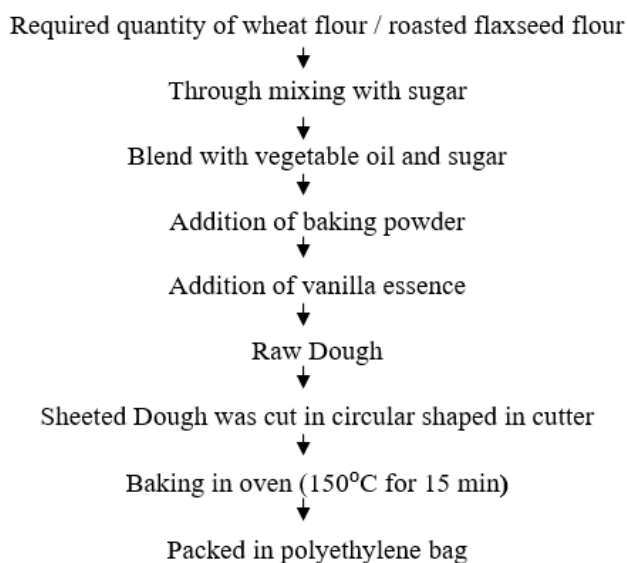 Required quantity of wheat flour / roasted flaxseed flour
Through mixing with sugar
Blend with vegetable oil and sugar
Addition of baking powder
Addition of vanilla essence
Raw Dough
Sheeted Dough was cut in circular shaped in cutter
Baking in oven (150⁰C for 15 min)
Packed in polyethylene bag